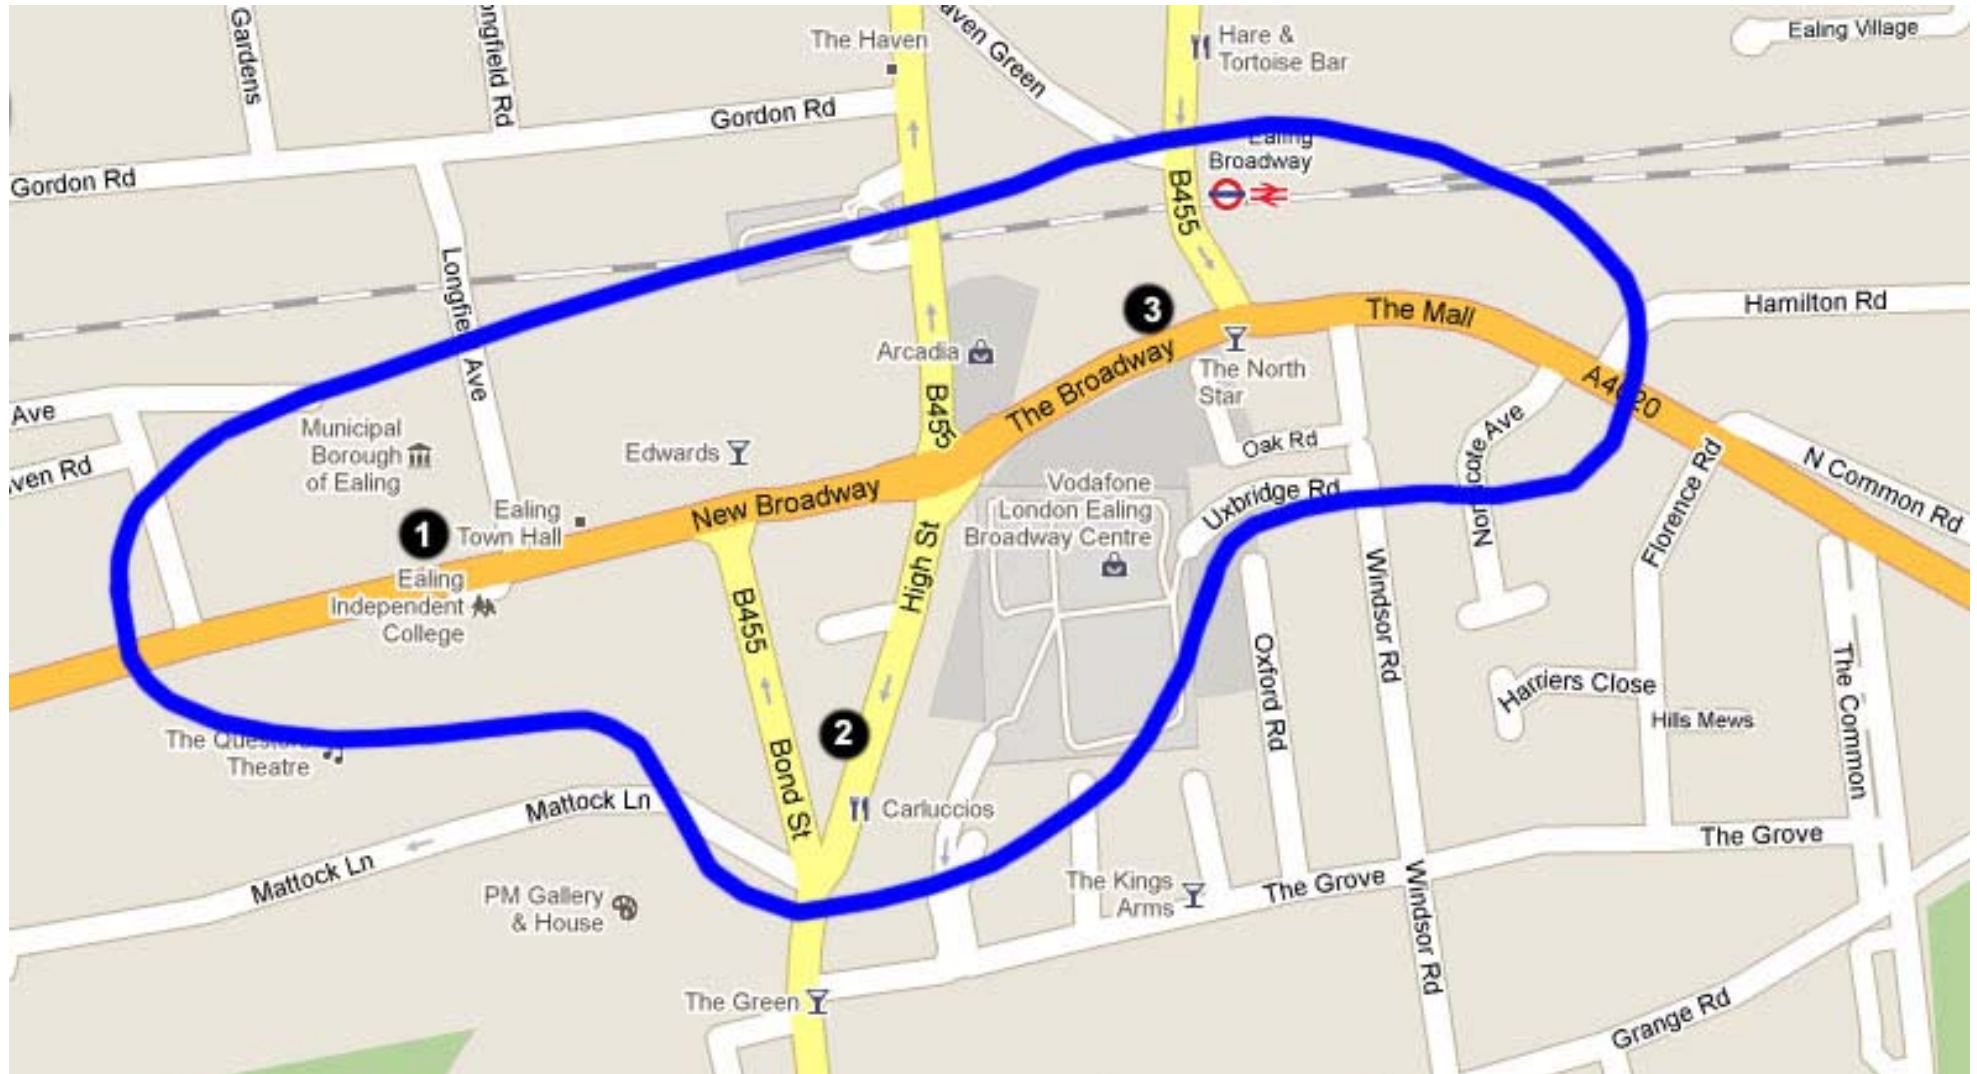 Gardens
ongfield Rd
The Haven
aven Green
Hare &
Tortoise Bar
Ealing Village
Gordon Rd
Gordon Rd
Ealing
Broadway
B455
Longfie
Ave
Hamilton Rd
The Mall
3
Arcadia
The Broadway
The North
Star
A4020
B455
Ave
ven Rd
Municipal
Borough
of Ealing
Edwards
Oak Rd
N Common Rd
Florence Rd
Vodafone
London Ealing
Broadway Centre
Uxbridge Rd
New Broadway
Ealing
Town Hall
1
High St
Ealing
Independent
College
B455
Windsor Rd
Oxford Rd
Harriers Close
Hills Mews
The Common
2
Theatre
Bond St
Mattock Ln
Carluccios
Mattock Ln
The Grove
The Kings
Arms
The Grove
PM Gallery
& House
Windsor Rd
The Green
Grange Rd